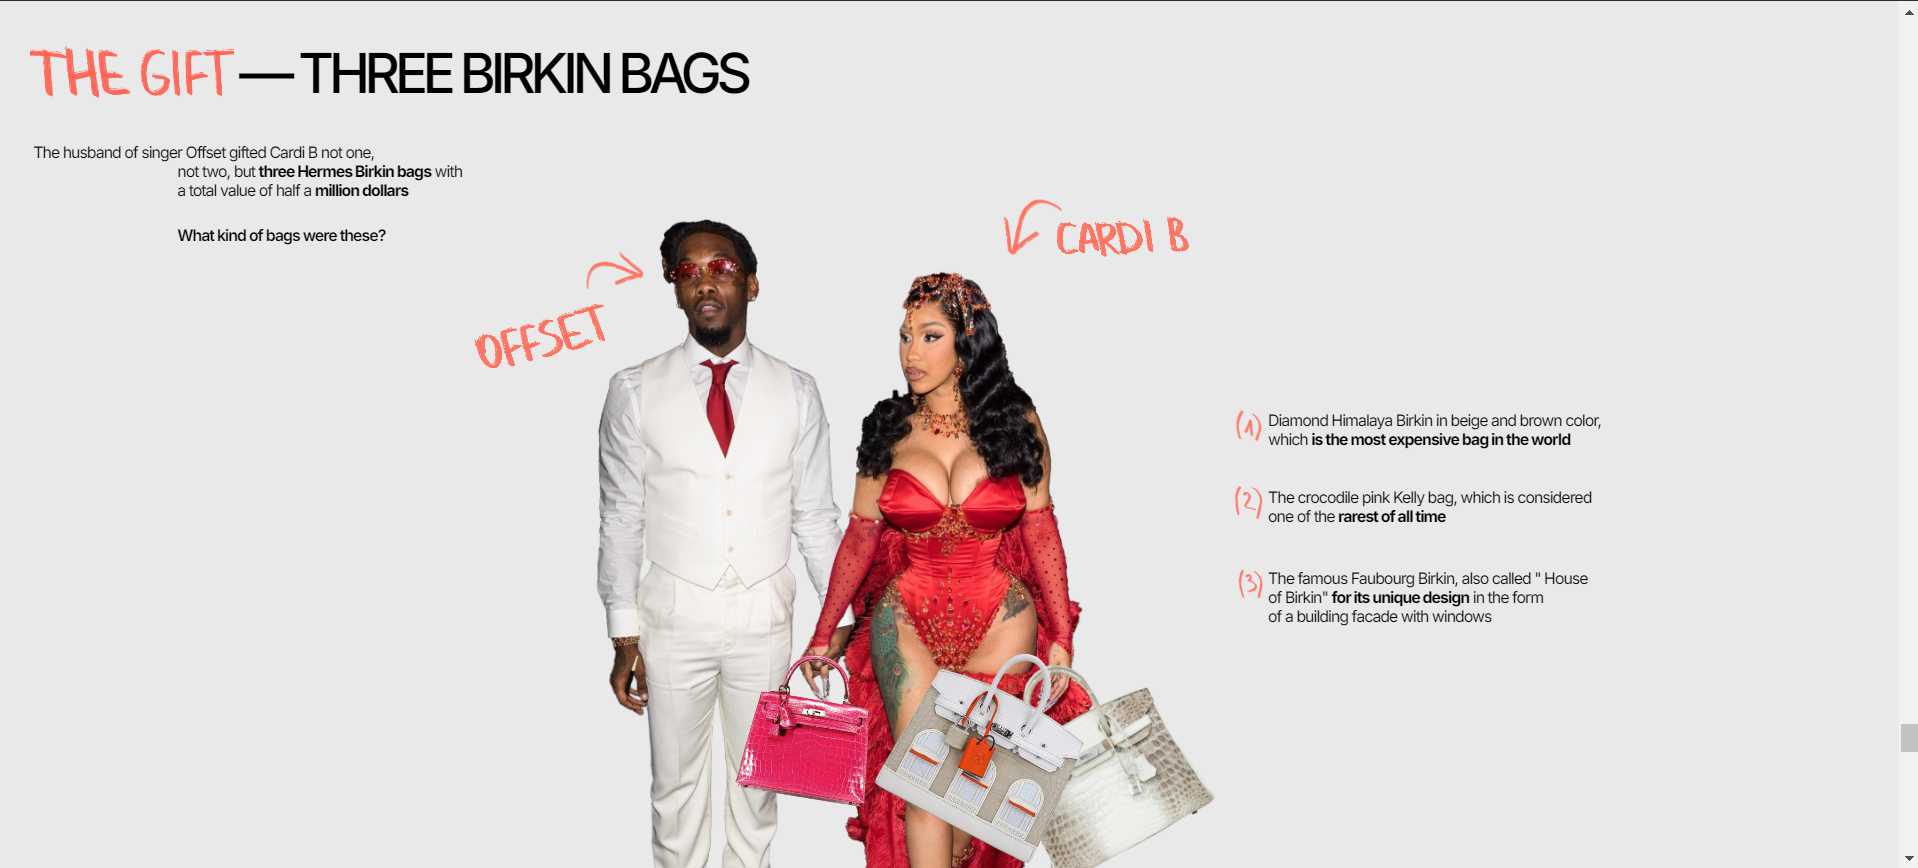 THE GIFT — THREE BIRKIN BAGS
The husband of singer Offset gifted Cardi B not one,
not two, but three Hermes Birkin bags with
a total value of half a million dollars
What kind of bags were these?
OFFSET
CARDI B
(1) Diamond Himalaya Birkin in beige and brown color,
which is the most expensive bag in the world
(2) The crocodile pink Kelly bag, which is considered
one of the rarest of all time
(3) The famous Faubourg Birkin, also called " House
of Birkin" for its unique design in the form
of a building facade with windows